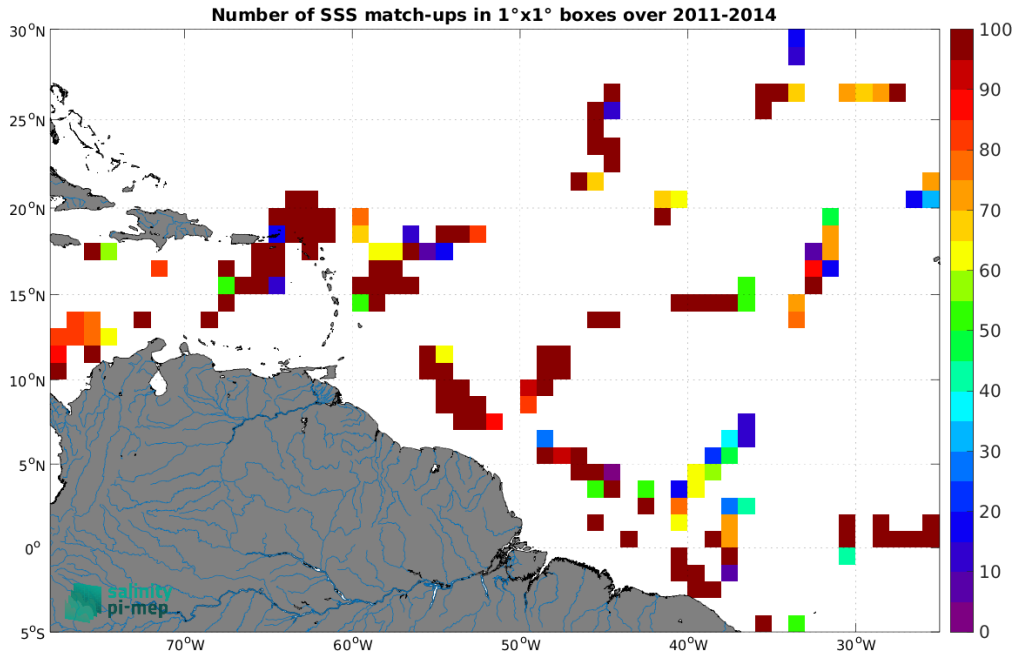 Number of SSS match-ups in 1°x1° boxes over 2011-2014
30°N
25°N
20°N
15°N
10°N
5°N
0°
5°S
70°W
60°W
50°W
40°W
30°W
100
90
80
70
60
50
40
30
20
10
0
salinity
pi-mep